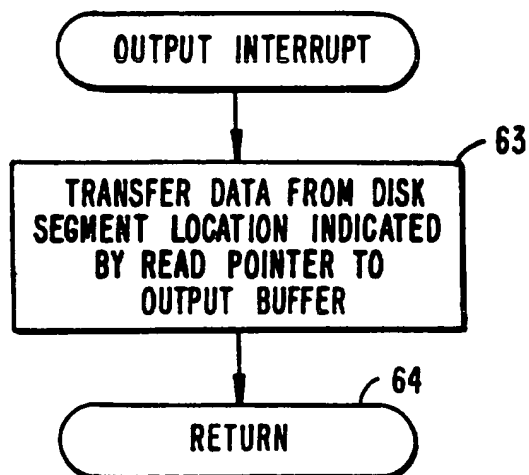 OUTPUT INTERRUPT
63
TRANSFER DATA FROM DISK
SEGMENT LOCATION INDICATED
BY READ POINTER TO
OUTPUT BUFFER
64
RETURN